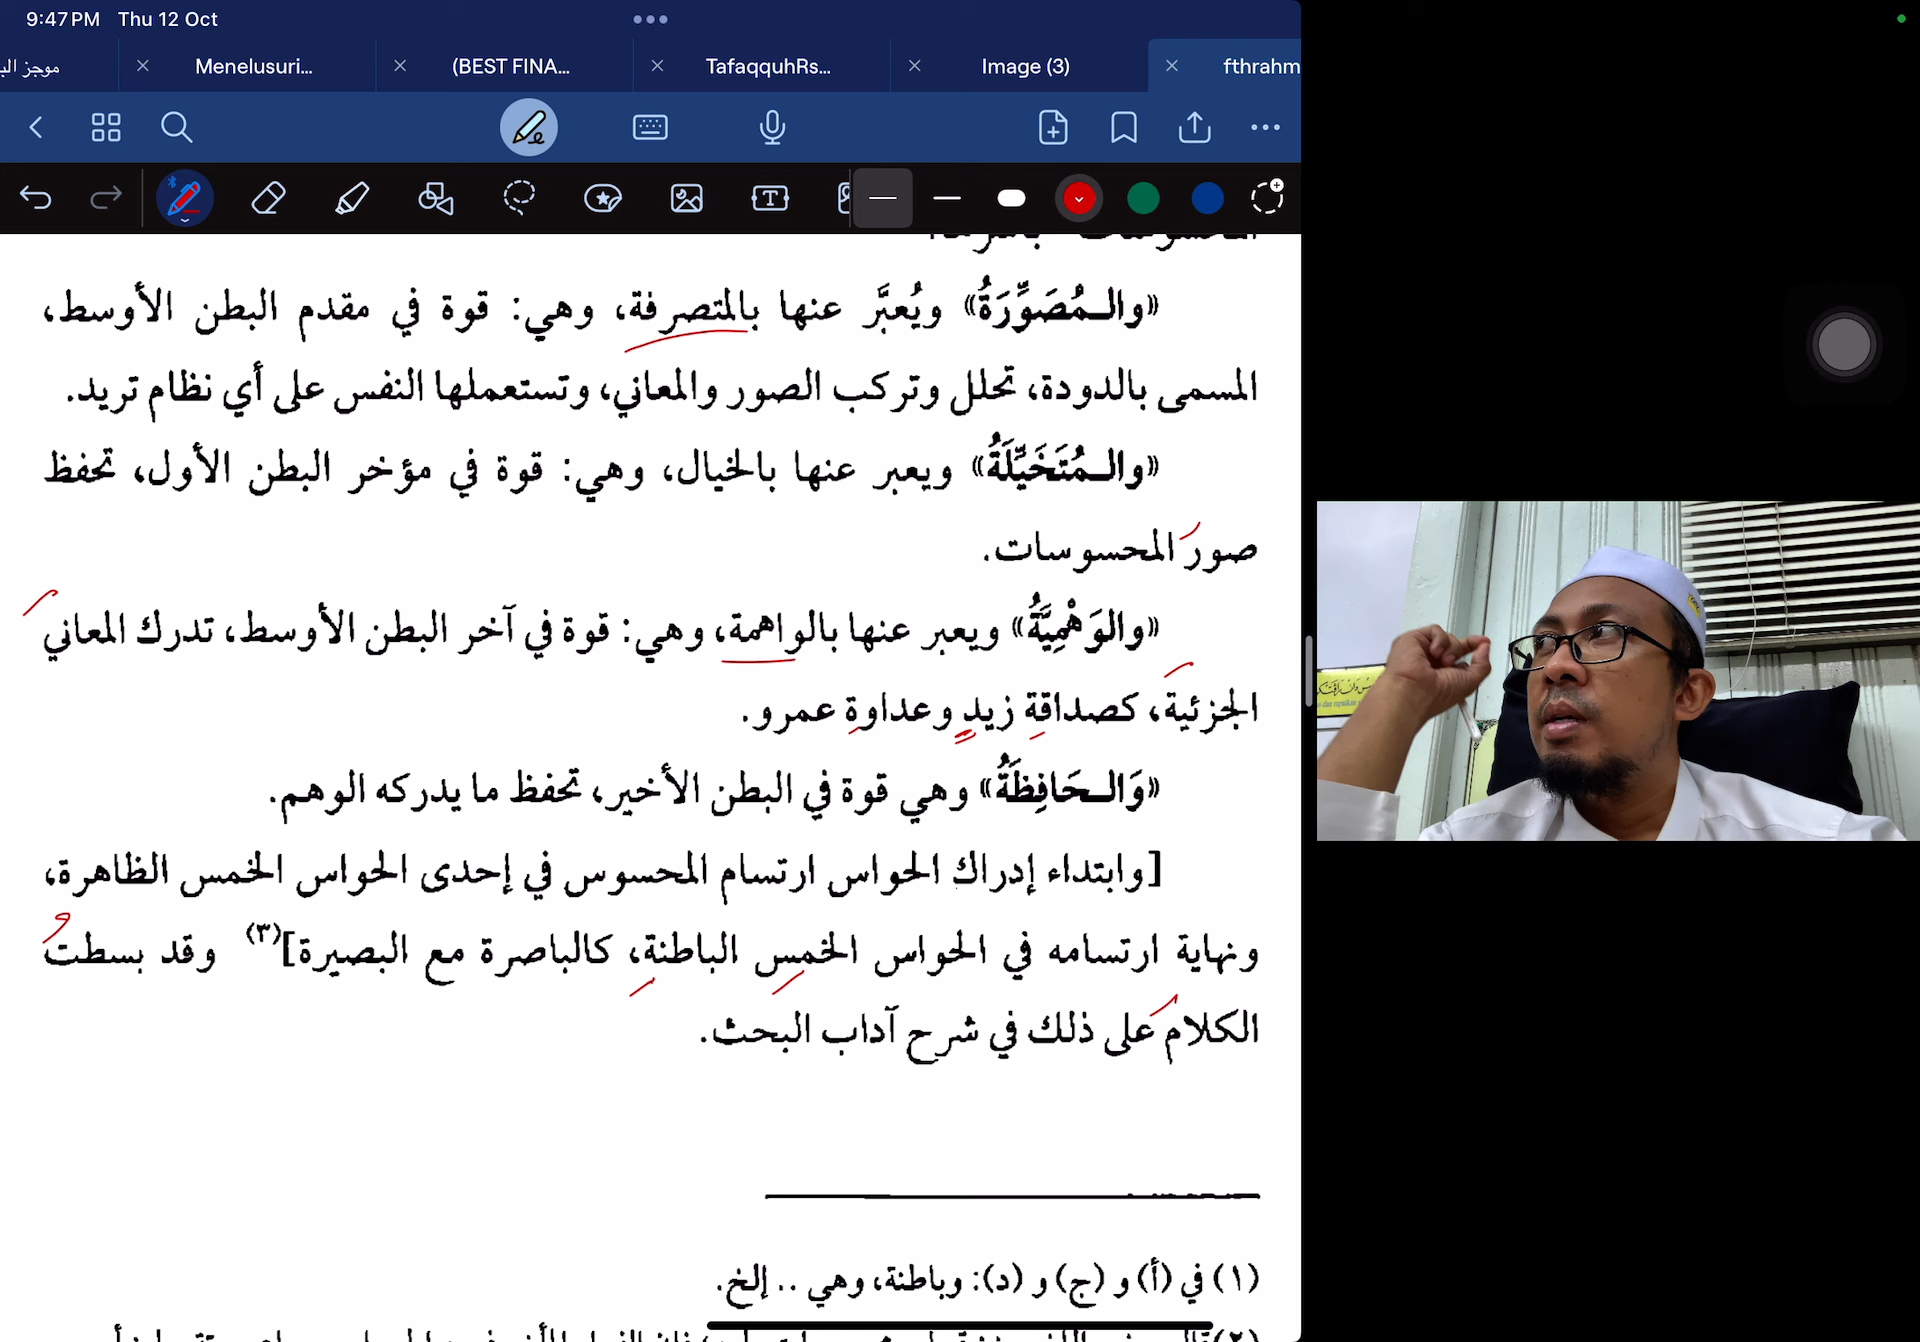 9:47 PM Thu 12 Oct
موجز الب
Menelusuri...
(BEST FINA...
TafaqquhRs...
Image (3)
fthrahm
«والـمُصَوِّرَةُ» ويُعبَّر عنها بالمتصرفة، وهي: قوة في مقدم البطن الأوسط،
المسمى بالدودة، تحلل وتركب الصور والمعاني، وتستعملها النفس على أي نظام تريد.
«والـمُتَخَيِّلَةُ» ويعبر عنها بالخيال، وهي: قوة في مؤخر البطن الأول، تحفظ
صور المحسوسات.
«والوَهْمِيَّةُ» ويعبر عنها بالواهمة، وهي: قوة في آخر البطن الأوسط، تدرك المعاني
الجزئية، كصداقة زيد وعداوة عمرو.
«وَالـحَافِظَةُ» وهي قوة في البطن الأخير، تحفظ ما يدركه الوهم.
[وابتداء إدراك الحواس ارتسام المحسوس في إحدى الحواس الخمس الظاهرة،
ونهاية ارتسامه في الحواس الخمس الباطنة، كالباصرة مع البصيرة](٣) وقد بسطت
الكلام على ذلك في شرح آداب البحث.
(١) في (أ) و (ج) و (د): وباطنة، وهي .. إلخ.